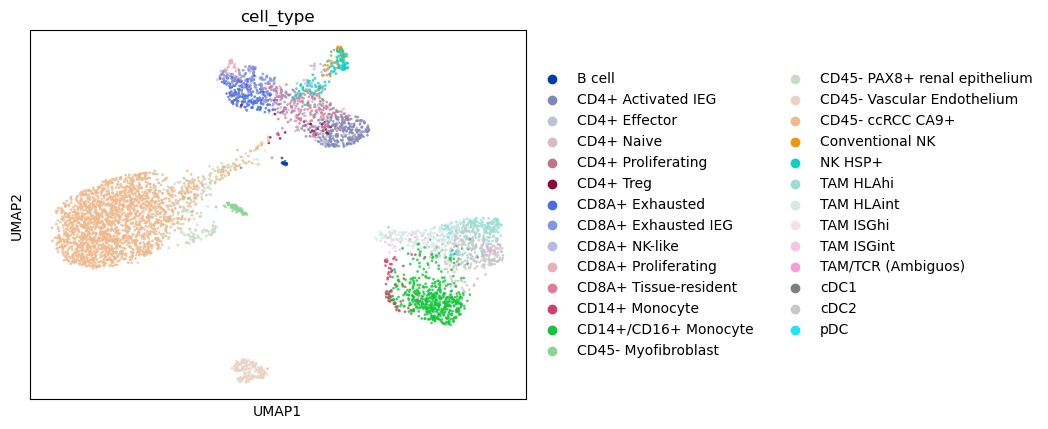 cell_type
UMAP2
UMAP1
B cell
CD4+ Activated IEG
CD4+ Effector
CD4+ Naive
CD4+ Proliferating
CD4+ Treg
CD8A+ Exhausted
CD8A+ Exhausted IEG
CD8A+ NK-like
CD8A+ Proliferating
CD8A+ Tissue-resident
CD14+ Monocyte
CD14+/CD16+ Monocyte
CD45- Myofibroblast
CD45- PAX8+ renal epithelium
CD45- Vascular Endothelium
CD45- ccRCC CA9+
Conventional NK
NK HSP+
TAM HLAhi
TAM HLAint
TAM ISGhi
TAM ISGint
TAM/TCR (Ambiguos)
cDC1
cDC2
pDC